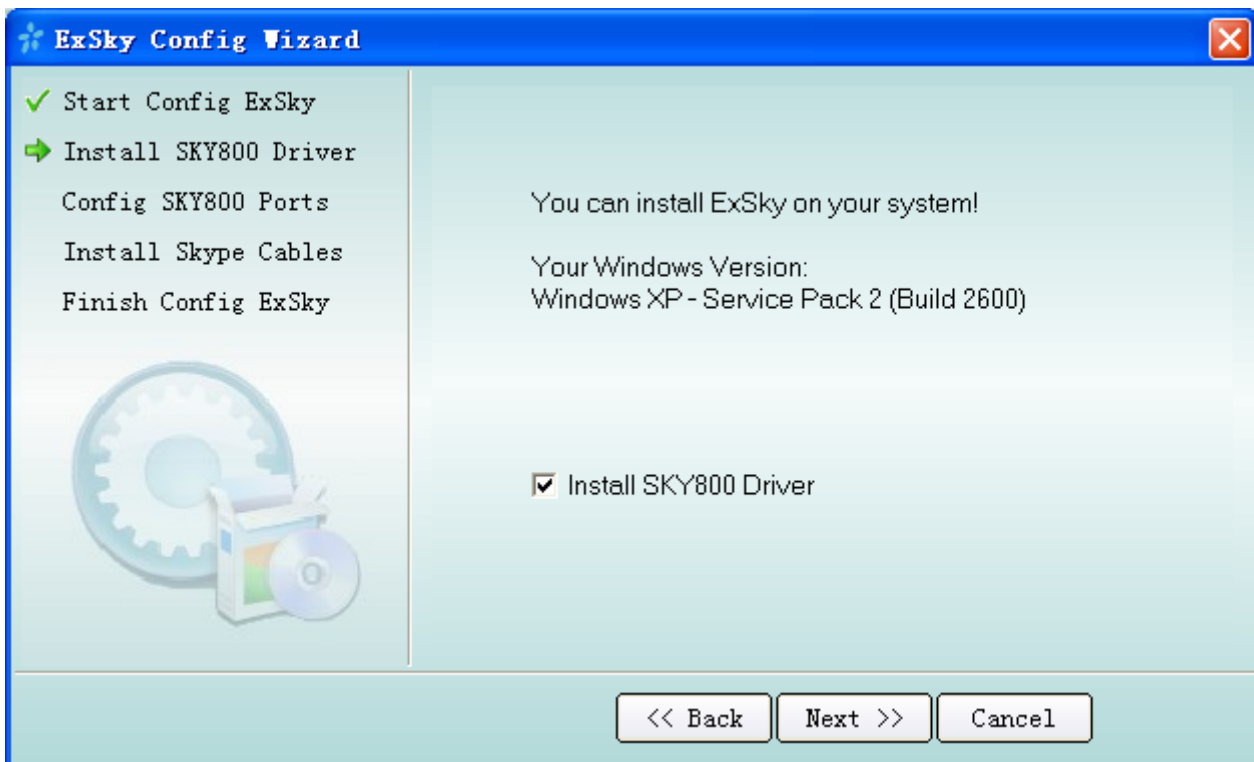 ExSky Config Wizard
Start Config ExSky
Install SKY800 Driver
Config SKY800 Ports
Install Skype Cables
Finish Config ExSky
You can install ExSky on your system!
Your Windows Version:
Windows XP - Service Pack 2 (Build 2600)
Install SKY800 Driver
<< Back
Next >>
Cancel